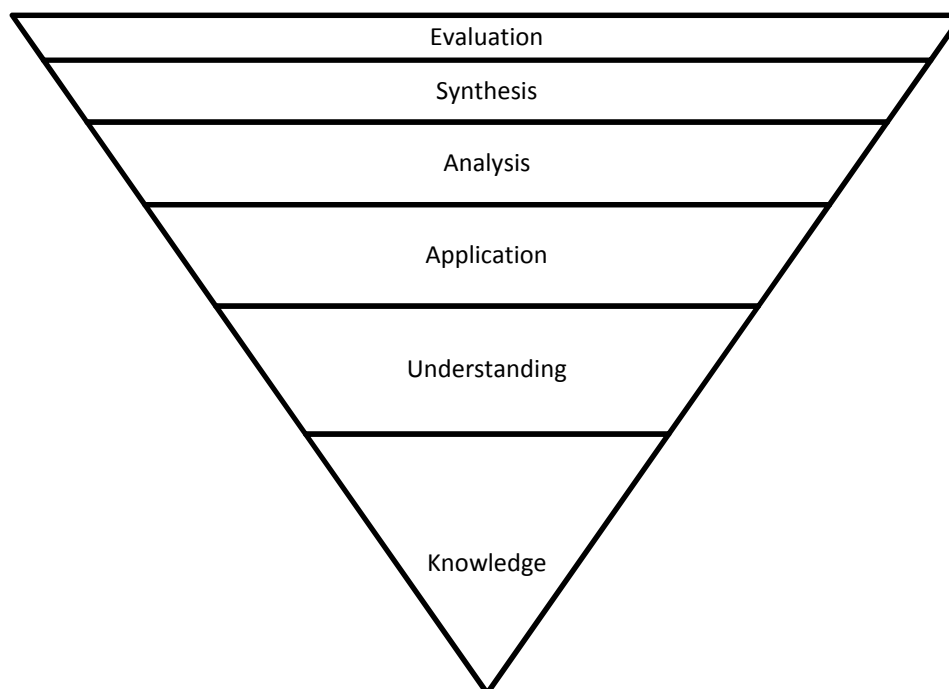 Evaluation
Synthesis
Analysis
Application
Understanding
Knowledge